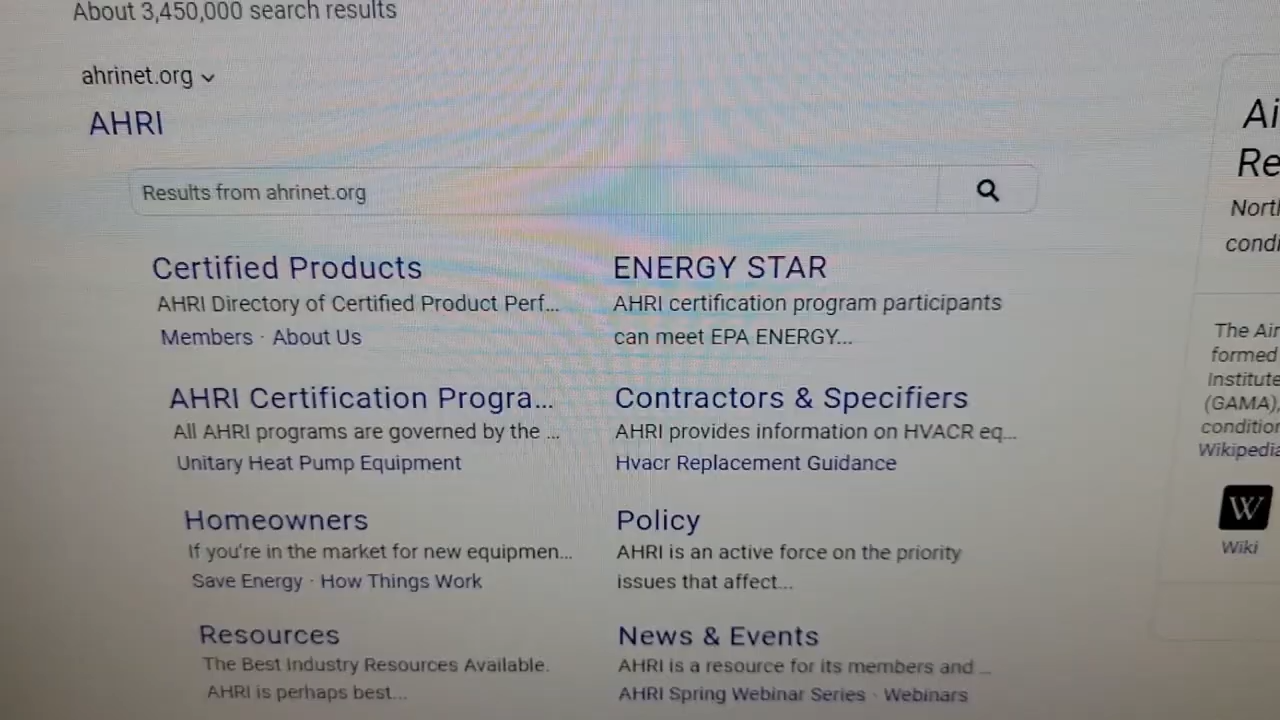 About 3,450,000 search results
ahrinet.org
AHRI
Results from ahrinet.org
Certified Products
AHRI Directory of Certified Product Perf...
Members · About Us
ENERGY STAR
AHRI certification program participants
can meet EPA ENERGY...
AHRI Certification Progra...
All AHRI programs are governed by the ...
Unitary Heat Pump Equipment
Contractors & Specifiers
AHRI provides information on HVACR eq...
Hvacr Replacement Guidance
Homeowners
If you're in the market for new equipmen...
Save Energy · How Things Work
Policy
AHRI is an active force on the priority
issues that affect...
Resources
The Best Industry Resources Available.
AHRI is perhaps best...
News & Events
AHRI is a resource for its members and ...
AHRI Spring Webinar Series · Webinars
Ai
Re
Nort
condi
The Air
formed
Institute
(GAMA),
condition
Wikipedia
W
Wiki